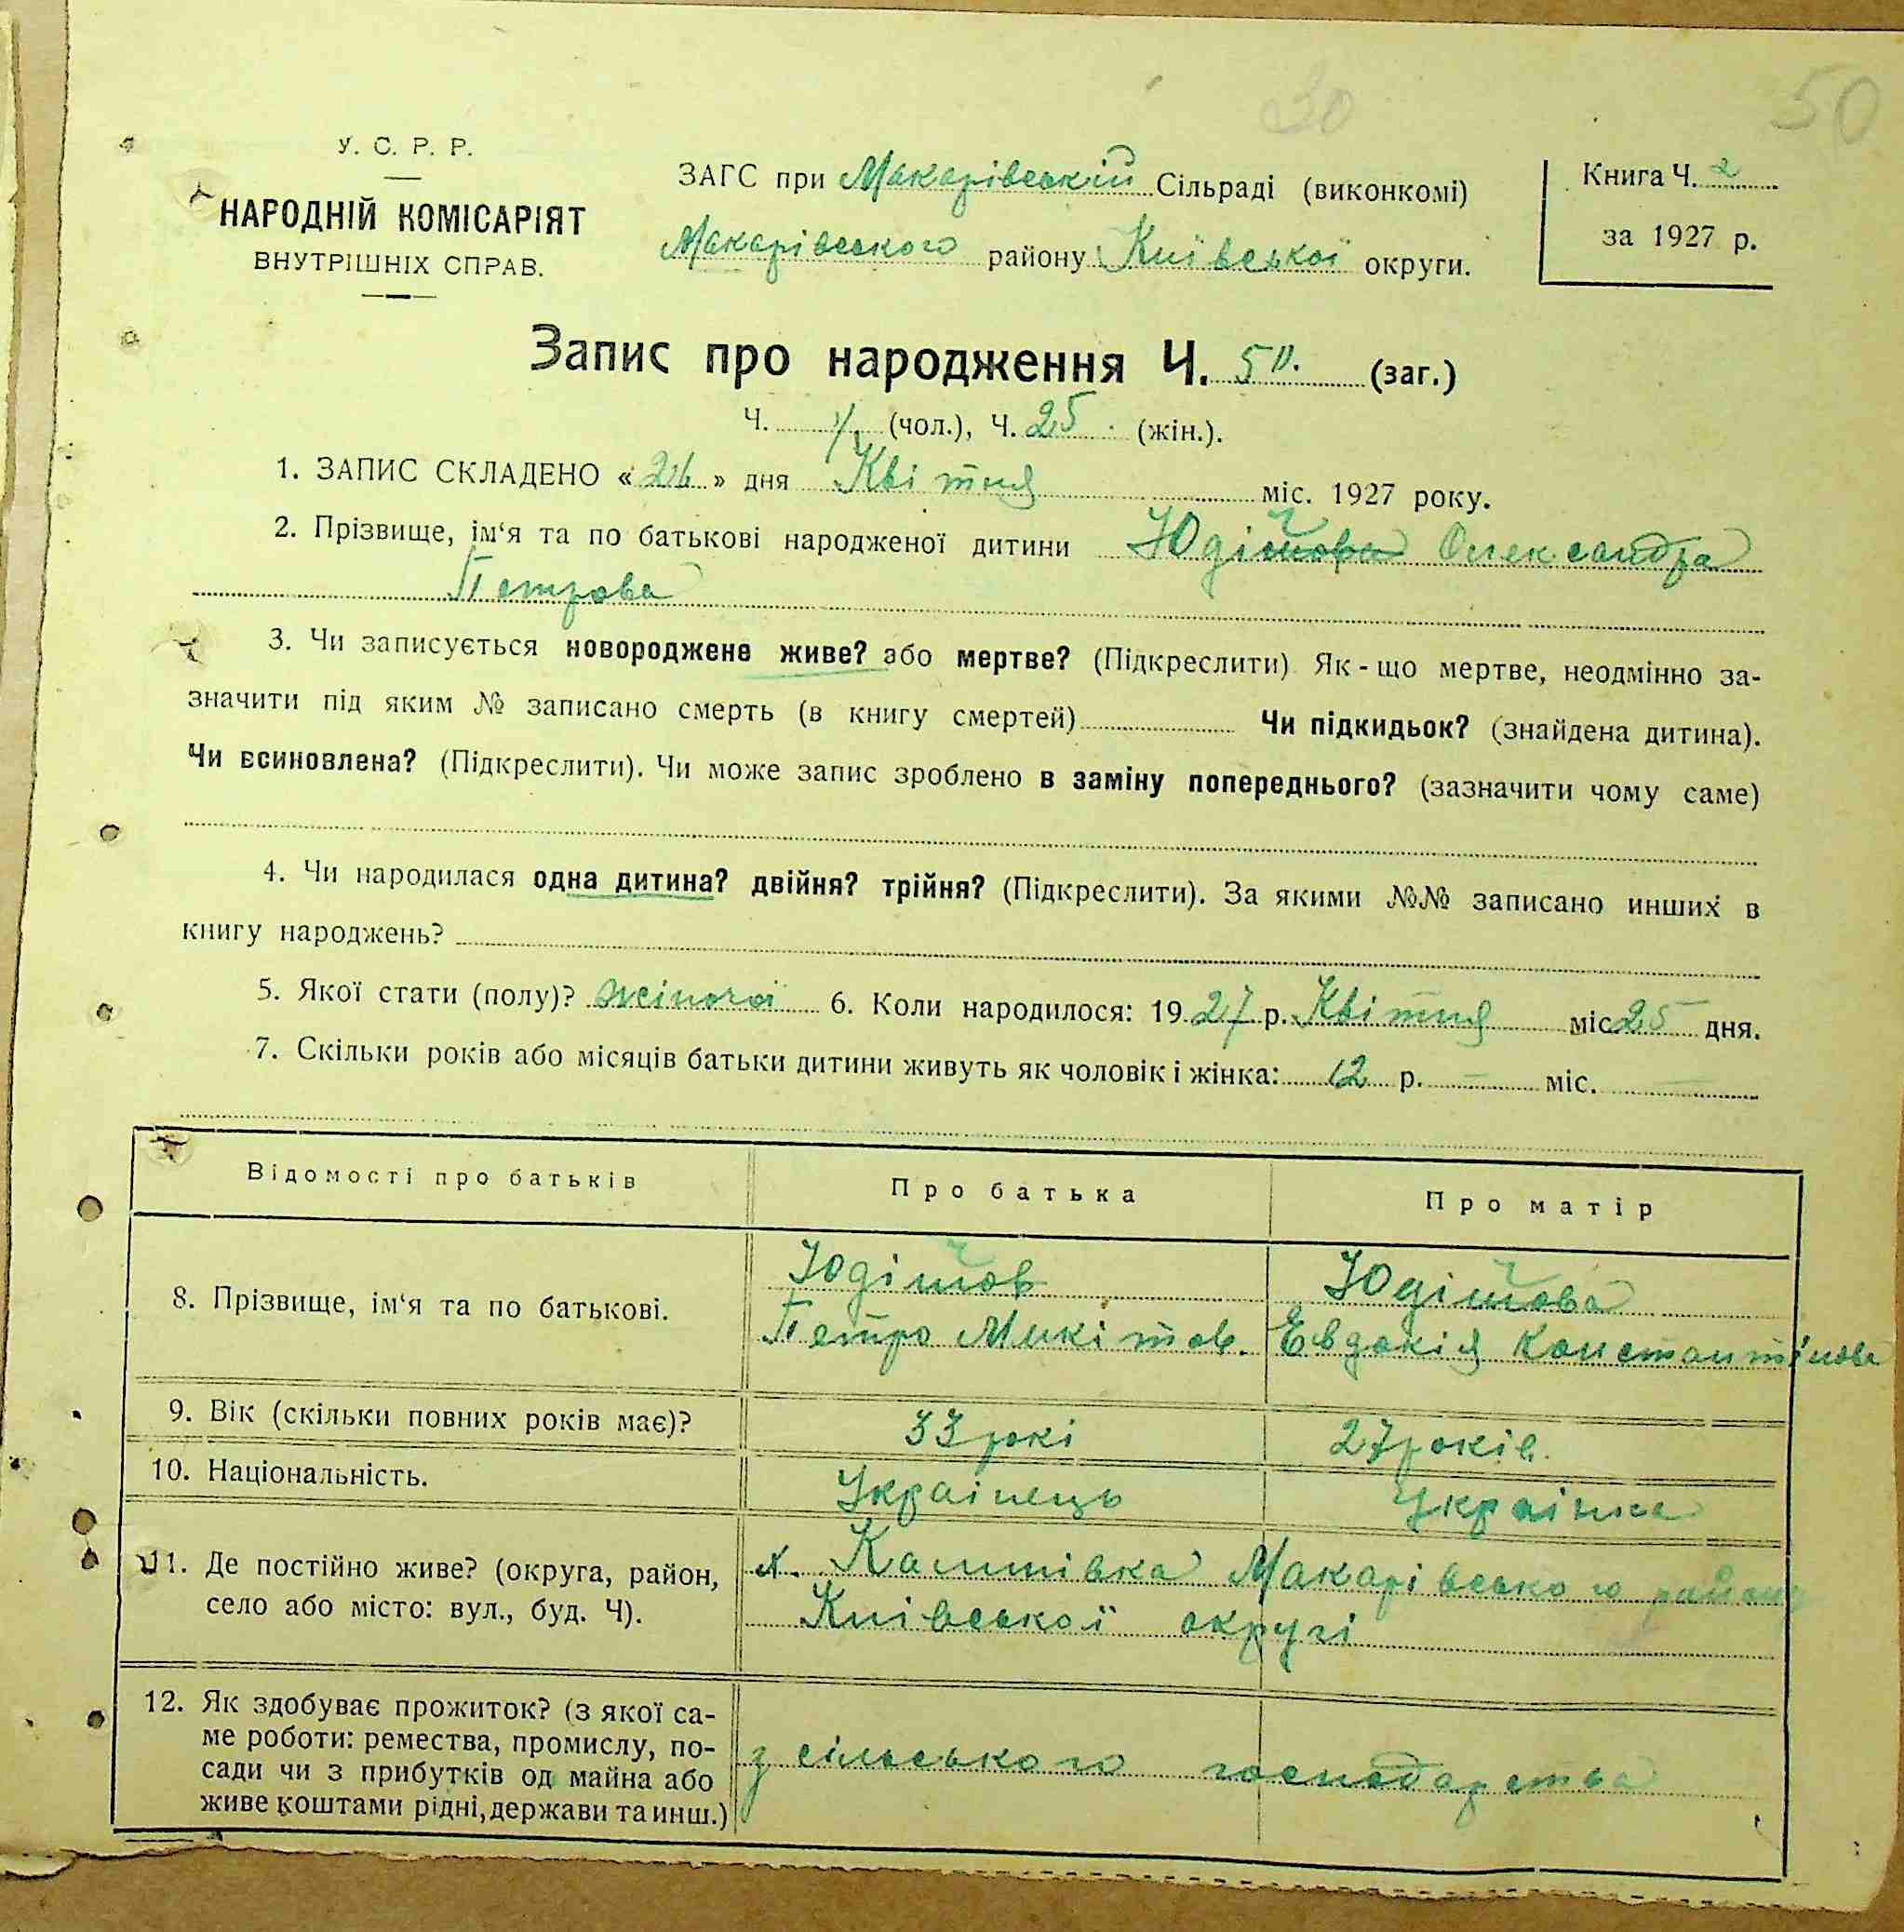 30
50
У. С. Р. Р.
НАРОДНІЙ КОМІСАРІЯТ
ВНУТРІШНІХ СПРАВ.
ЗАГС при Макарівській Сільраді (виконкомі)
Макарівського району Київської округи.
Книга Ч. 2
за 1927 р.
Запис про народження Ч. 50. (заг.)
Ч. (чол.), Ч. 25. (жін.).
1. ЗАПИС СКЛАДЕНО « 26 » дня Квітня міс. 1927 року.
2. Прізвище, ім‘я та по батькові народженої дитини Олександра
Петрова
3. Чи записується новороджене живе? або мертве? (Підкреслити) Як - що мертве, неодмінно за-
значити під яким № записано смерть (в книгу смертей) Чи підкидьок? (знайдена дитина).
Чи всиновлена? (Підкреслити). Чи може запис зроблено в заміну попереднього? (зазначити чому саме)
4. Чи народилася одна дитина? двійня? трійня? (Підкреслити). За якими №№ записано инших в
книгу народжень?
5. Якої стати (полу)? жіночої 6. Коли народилося: 1927 р. Квітня міс 25 дня.
7. Скільки років або місяців батьки дитини живуть як чоловік і жінка: 12 р. — міс. —
Відомості про батьків Про батька Про матір
8. Прізвище, ім‘я та по батькові.
Петро Микітов. Евдокія Константінова
9. Вік (скільки повних років має)? 33 рокі 27 років.
10. Національність. Українець Українка
11. Де постійно живе? (округа, район,
село або місто: вул., буд. Ч).
х. Макарівського району
Київської округі
12. Як здобуває прожиток? (з якої са-
ме роботи: ремества, промислу, по-
сади чи з прибутків од майна або
живе коштами рідні, держави та инш.)
з сільського господарства